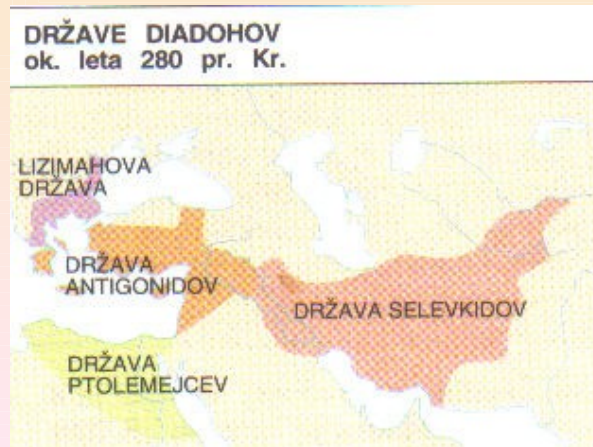 DRŽAVE DIADOHOV
ok. leta 280 pr. Kr.
LIZIMAHOVA
DRŽAVA
DRŽAVA
ANTIGONIDOV
DRŽAVA SELEVKIDOV
DRŽAVA
PTOLEMEJCEV